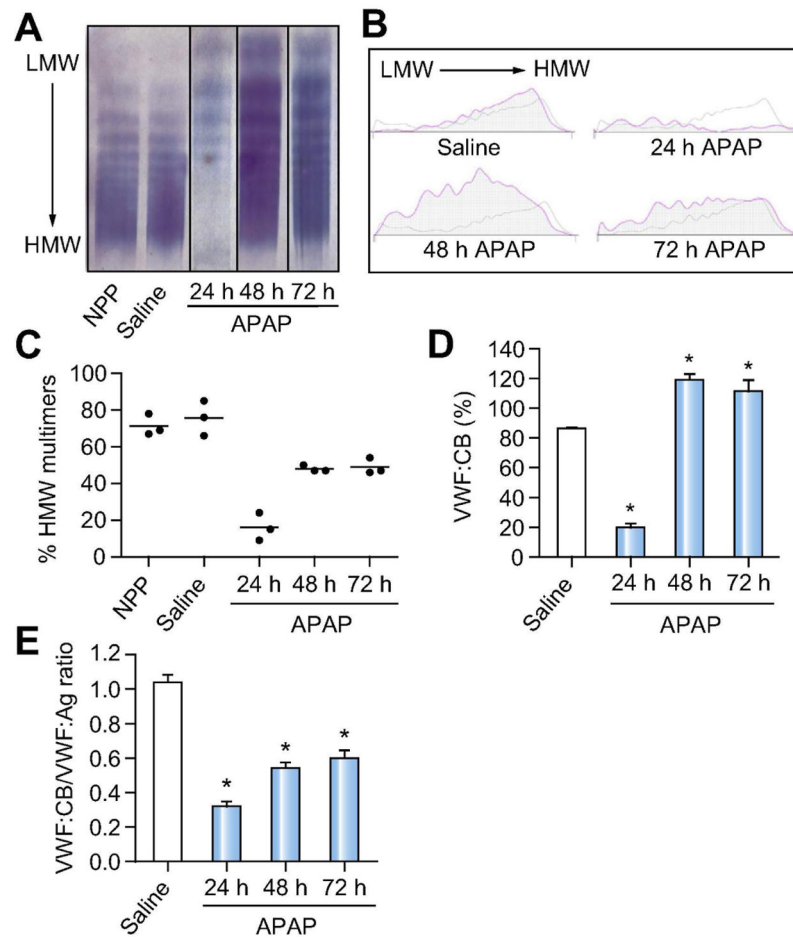 A
LMW
HMW
NPP
Saline
24 h 48 h 72 h
APAP
B
LMW HMW
Saline
24 h APAP
48 h APAP
72 h APAP
C
% HMW multimers
100
80
60
40
20
0
NPP
Saline
24 h 48 h 72 h
APAP
D
VWF:CB (%)
140
120
100
80
60
40
20
0
* * *
Saline
24 h 48 h 72 h
APAP
E
VWF:CB/VWF:Ag ratio
1.2
1.0
0.8
0.6
0.4
0.2
0.0
* * *
Saline
24 h 48 h 72 h
APAP